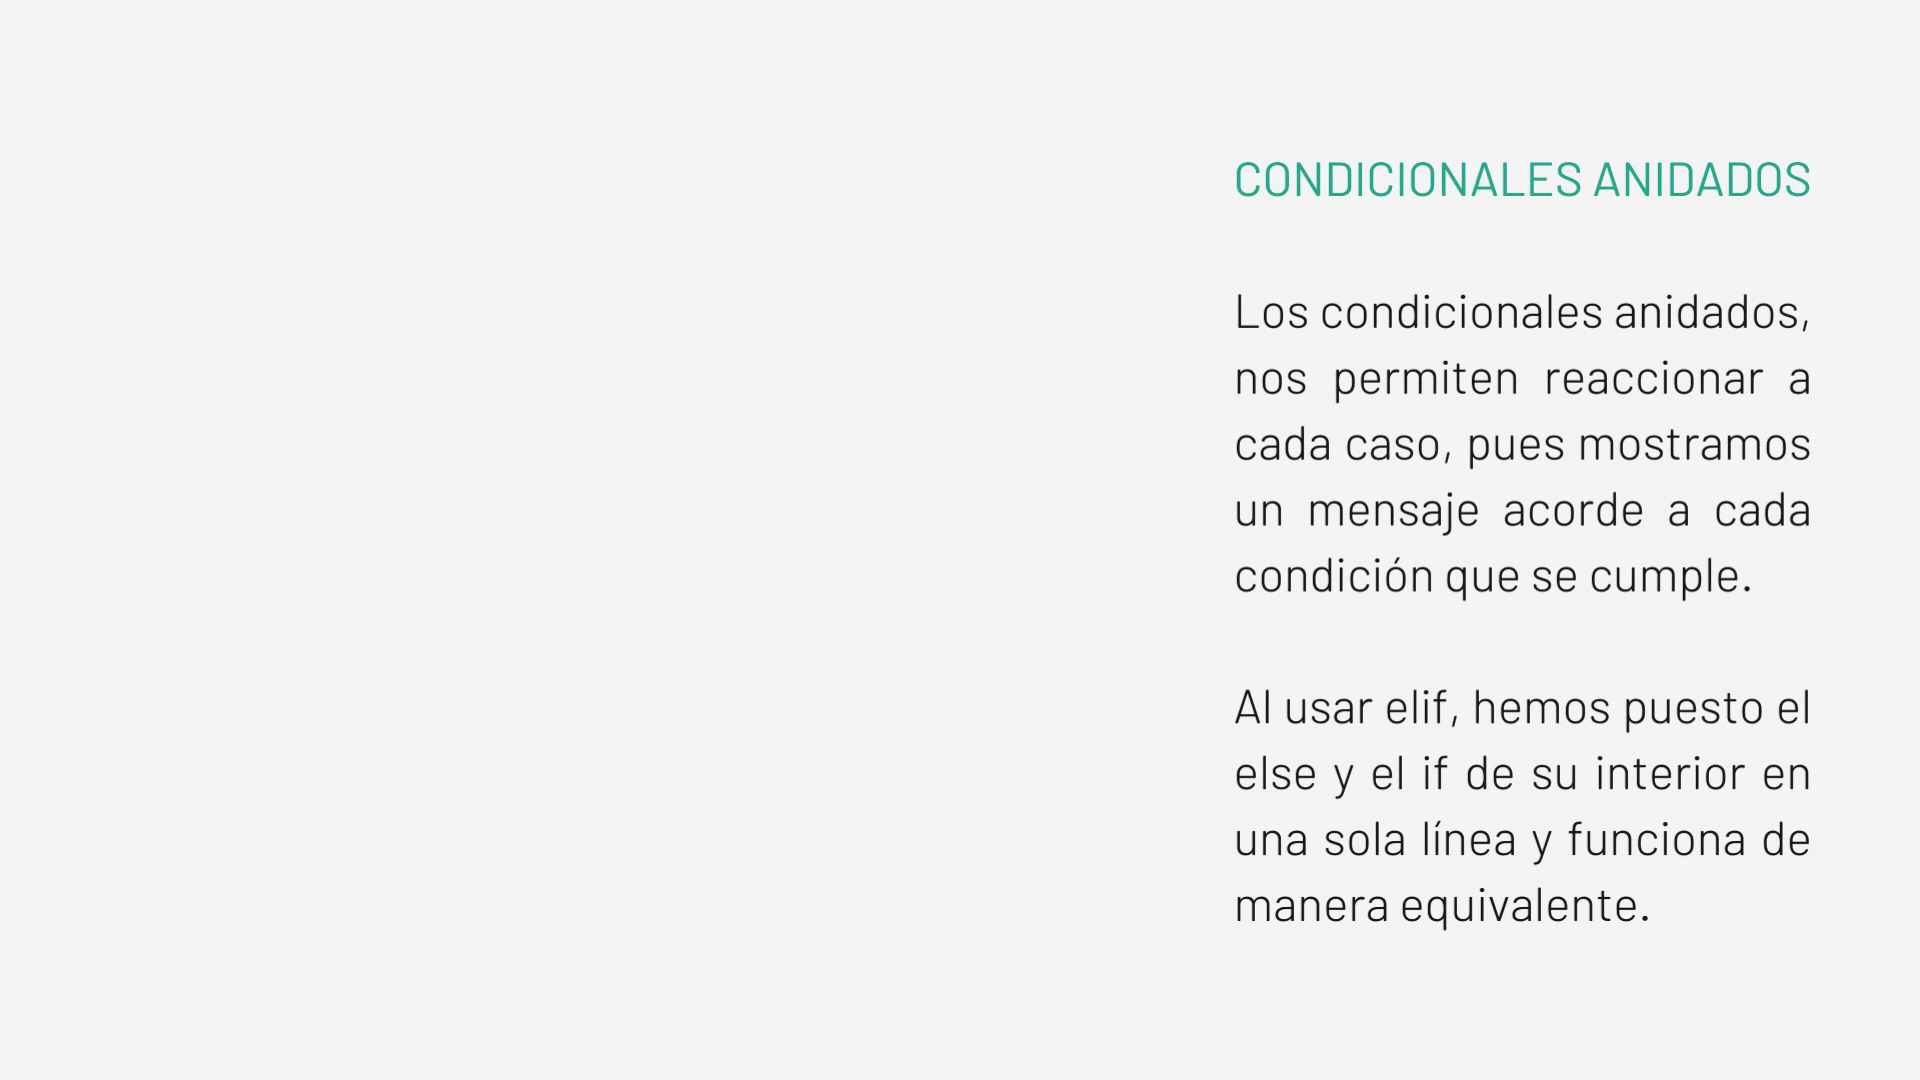 CONDICIONALES ANIDADOS
Los condicionales anidados,
nos permiten reaccionar a
cada caso, pues mostramos
un mensaje acorde a cada
condición que se cumple.
Al usar elif, hemos puesto el
else y el if de su interior en
una sola línea y funciona de
manera equivalente.